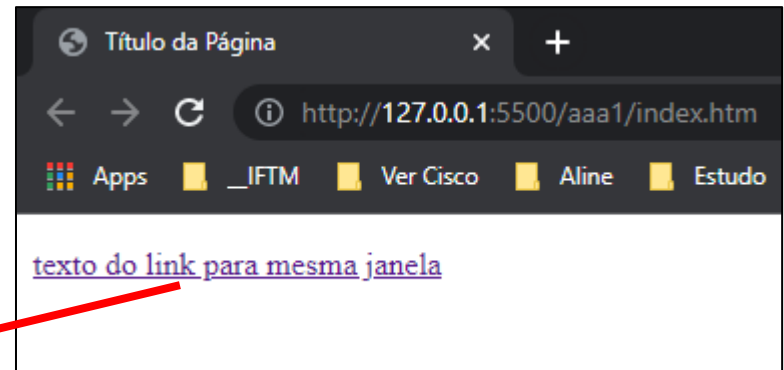 Título da Página
http://127.0.0.1:5500/aaa1/index.htm
Apps __IFTM Ver Cisco Aline Estudo
texto do link para mesma janela